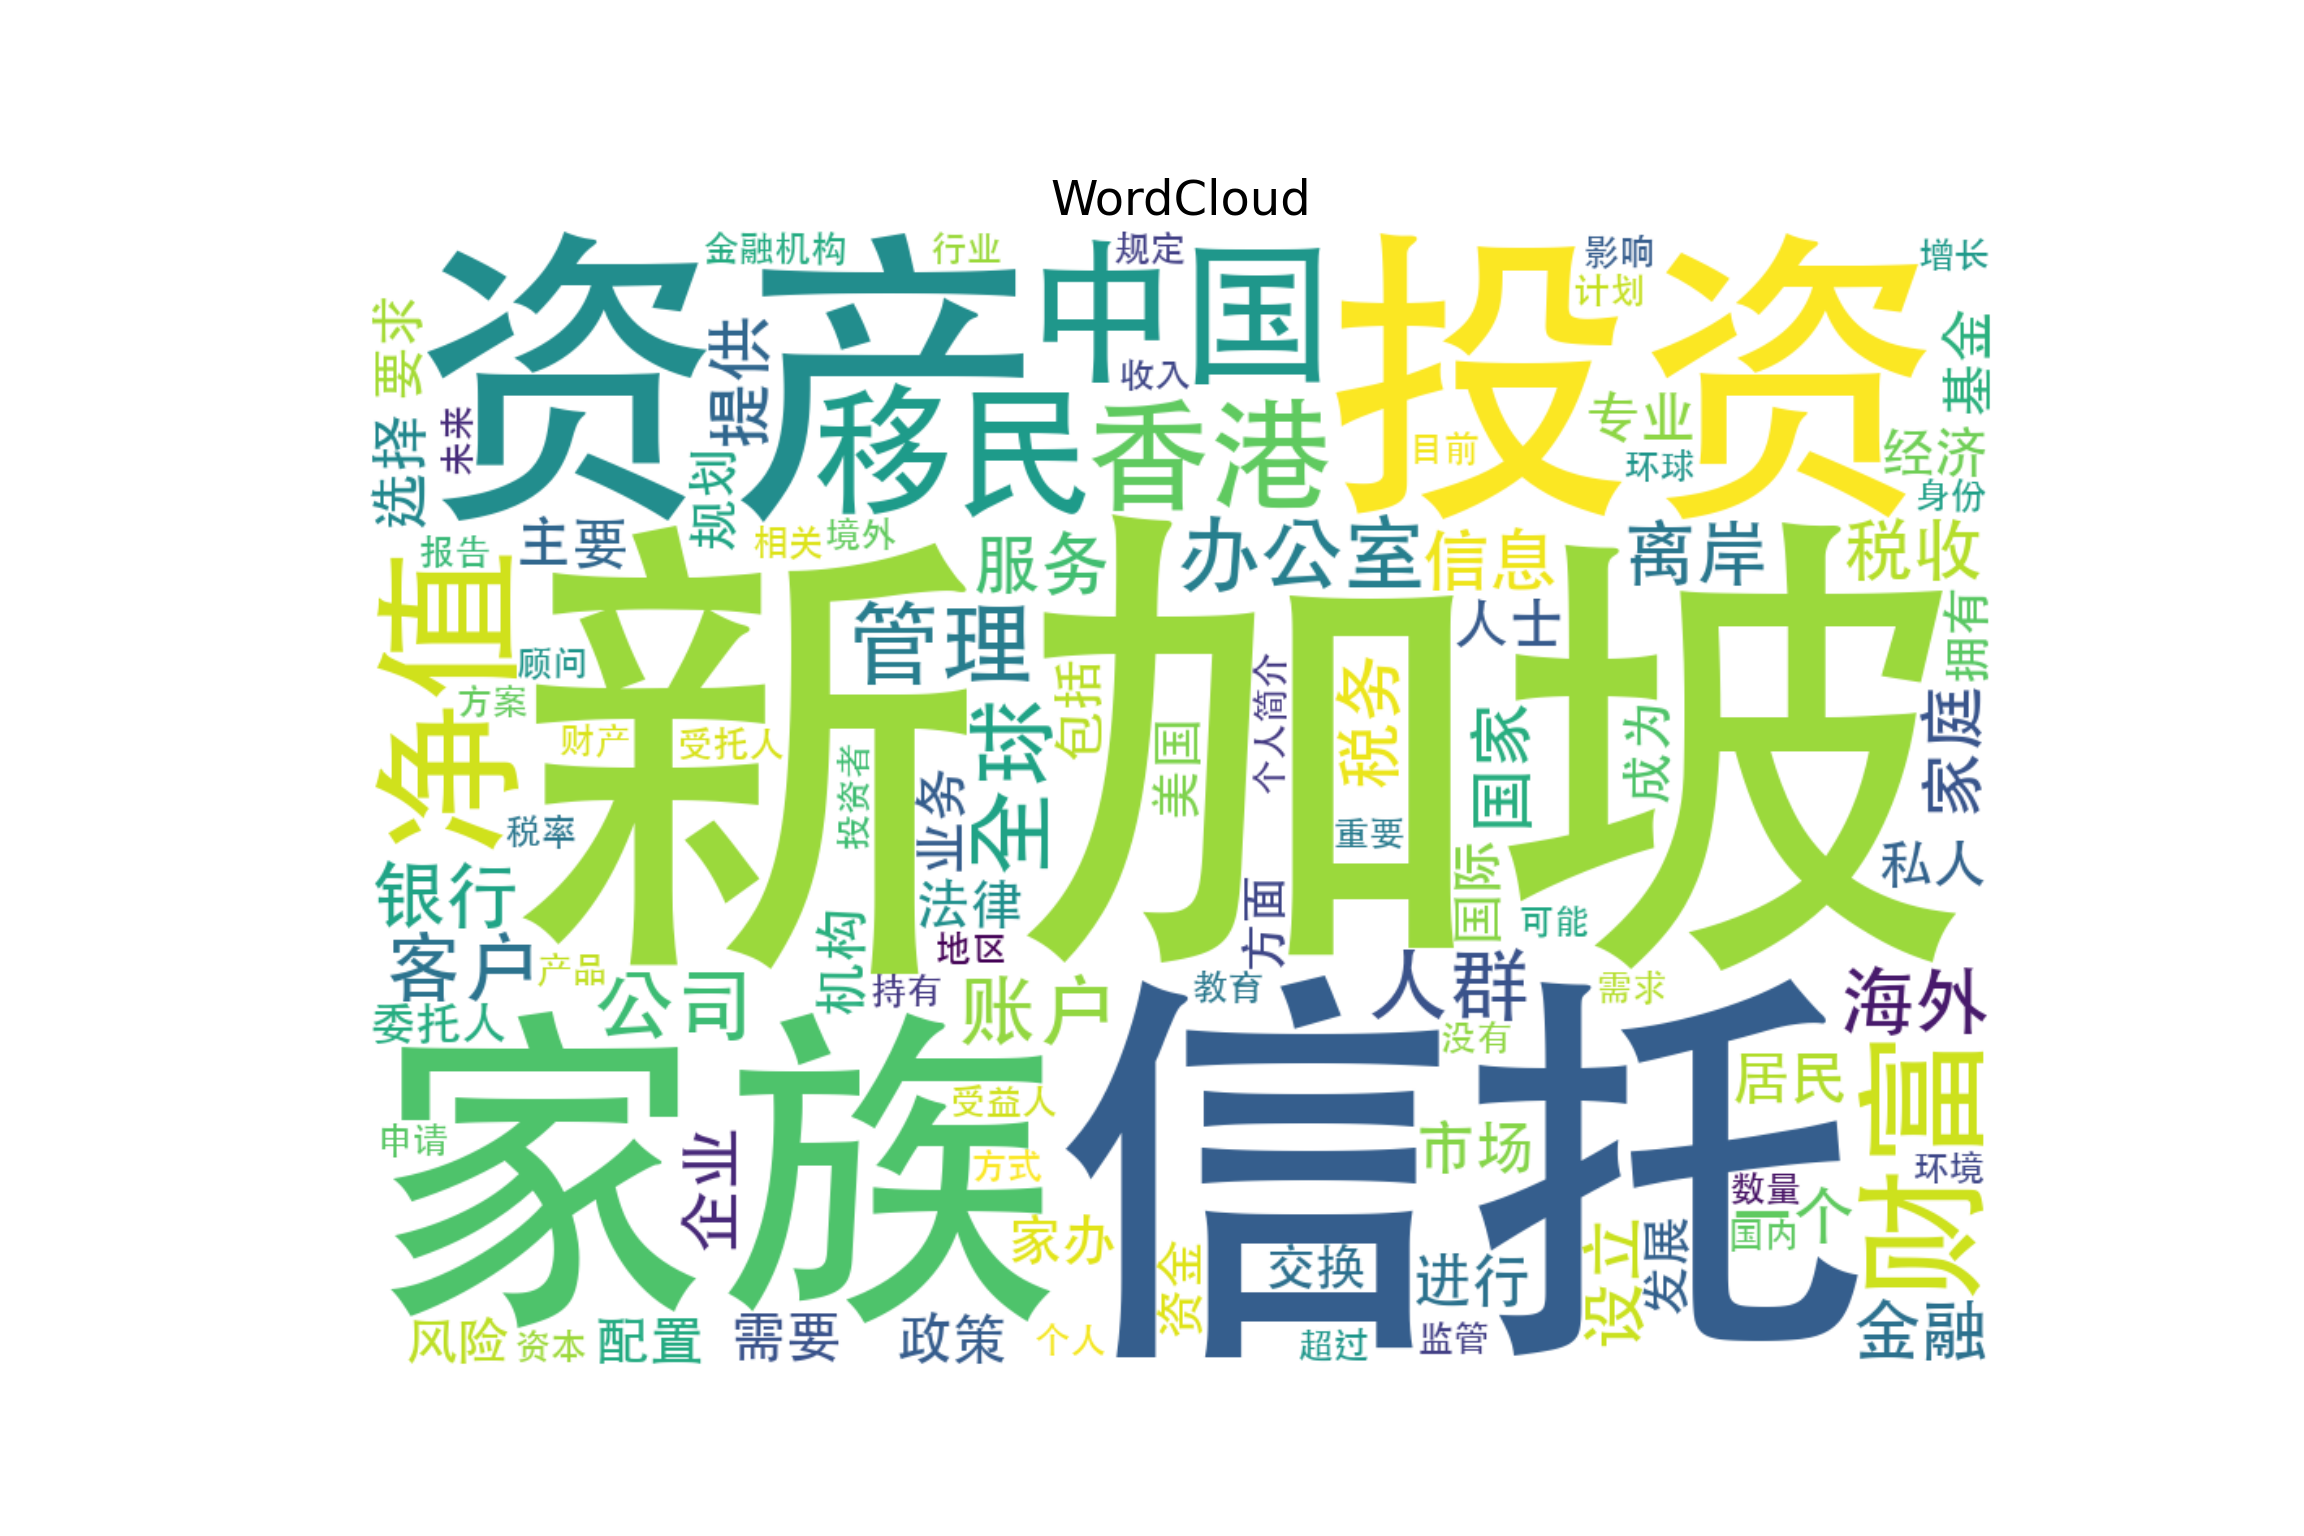 WordCloud
金融机构
行业
规定
影响
增长
资产
中国
投资
计划
要求
提供
收入
基金
移民
香港
专业
选择
未来
目前
环球
经济
规划
身份
主要
报告
相关
境外
服务
办公室
信息
离岸
税收
新加坡
净值
管理
人士
拥有
顾问
方案
包括
个人简介
税务
家庭
财产
受托人
投资者
全球
美国
国家
成为
税率
业务
重要
银行
法律
国际
私人
机构
地区
方面
可能
客户
产品
公司
持有
账户
教育
人群
需求
海外
委托人
没有
家族
信托
居民
财富
受益人
申请
企业
方式
市场
环境
数量
一个
国内
家办
资金
交换
进行
设立
发展
风险
资本
配置
需要
政策
个人
超过
监管
金融